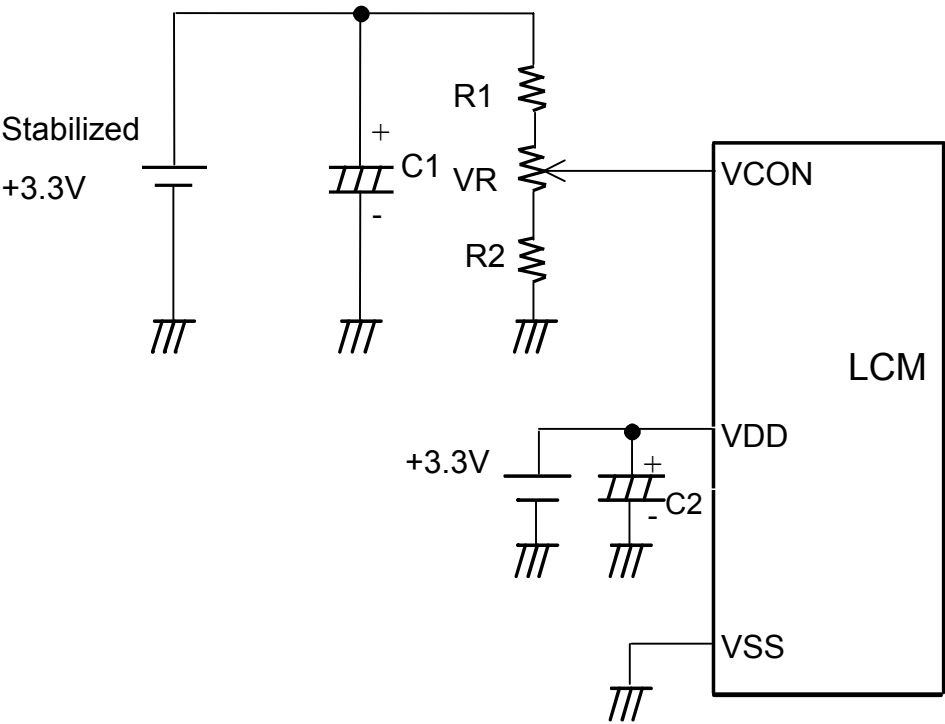 R1
Stabilized
+
C1
VR
VCON
+3.3V
-
R2
LCM
VDD
+3.3V
+
C2
-
VSS